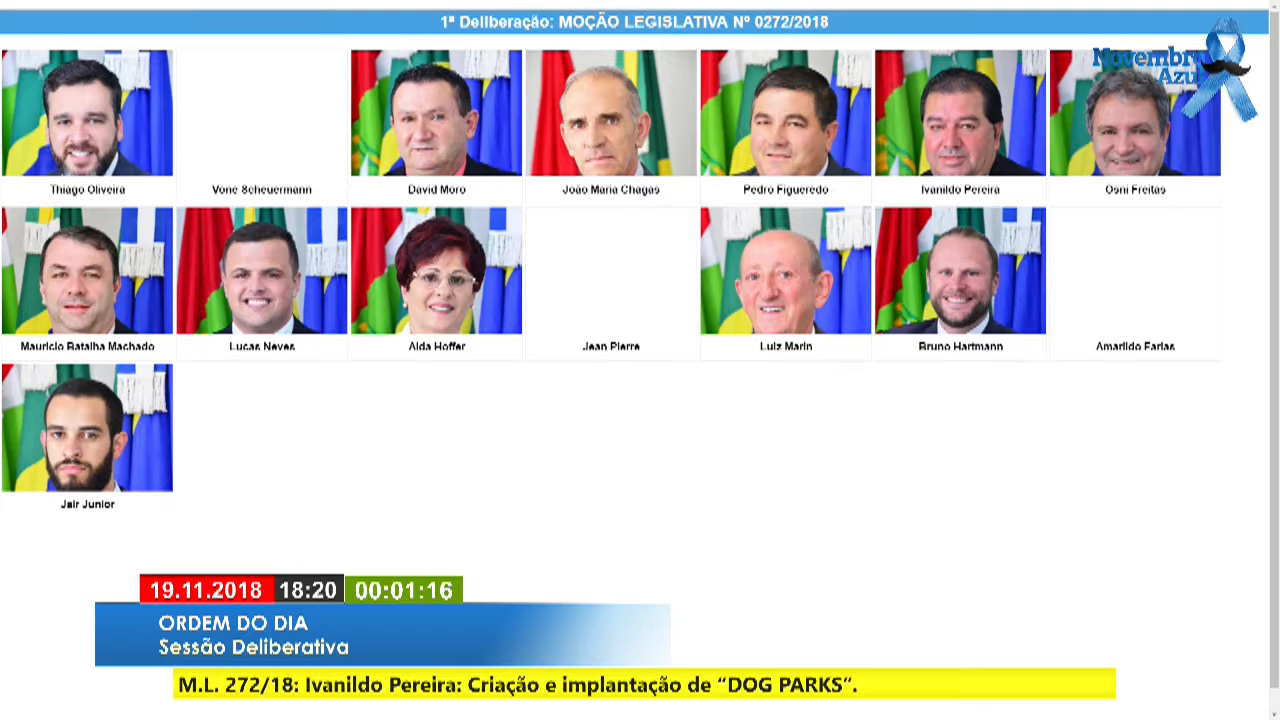 1ª Deliberação: MOÇÃO LEGISLATIVA Nº 0272/2018
Novembro
Azul
Thiago Oliveira
Vone Scheuermann
David Moro
João Maria Chagas
Pedro Figueredo
Ivanildo Pereira
Osni Freitas
Mauricio Batalha Machado
Lucas Neves
Aida Hoffer
Jean Pierre
Luiz Marin
Bruno Hartmann
Amarildo Farias
Jair Junior
19.11.2018 18:20 00:01:16
ORDEM DO DIA
Sessão Deliberativa
M.L. 272/18: Ivanildo Pereira: Criação e implantação de “DOG PARKS”.